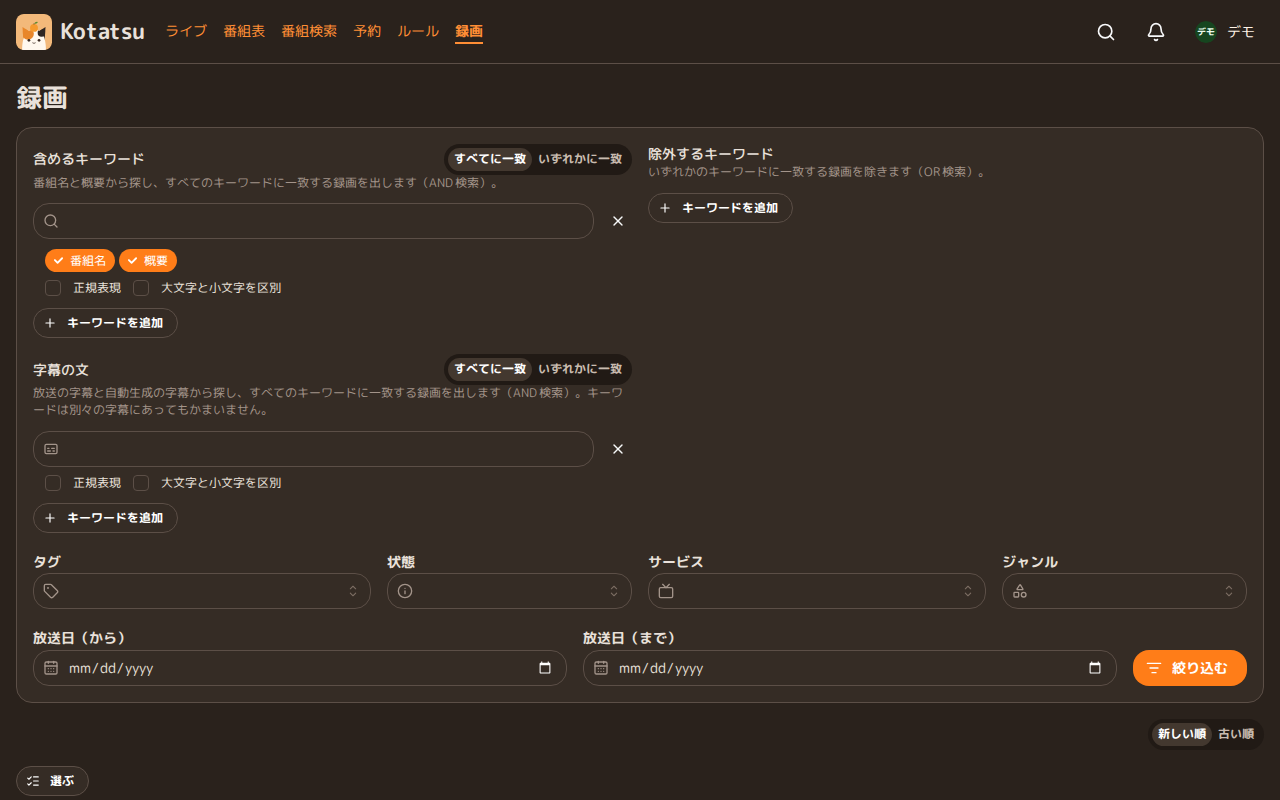 Kotatsu ライブ 番組表 番組検索 予約 ルール 録画 デモ デモ
録画
含めるキーワード すべてに一致 いずれかに一致
番組名と概要から探し、すべてのキーワードに一致する録画を出します（AND検索）。
番組名 概要
正規表現 大文字と小文字を区別
キーワードを追加
除外するキーワード
いずれかのキーワードに一致する録画を除きます（OR検索）。
キーワードを追加
字幕の文 すべてに一致 いずれかに一致
放送の字幕と自動生成の字幕から探し、すべてのキーワードに一致する録画を出します（AND検索）。キーワ
ードは別々の字幕にあってもかまいません。
正規表現 大文字と小文字を区別
キーワードを追加
タグ 状態 サービス ジャンル
放送日（から） 放送日（まで）
mm/dd/yyyy mm/dd/yyyy 絞り込む
新しい順 古い順
選ぶ